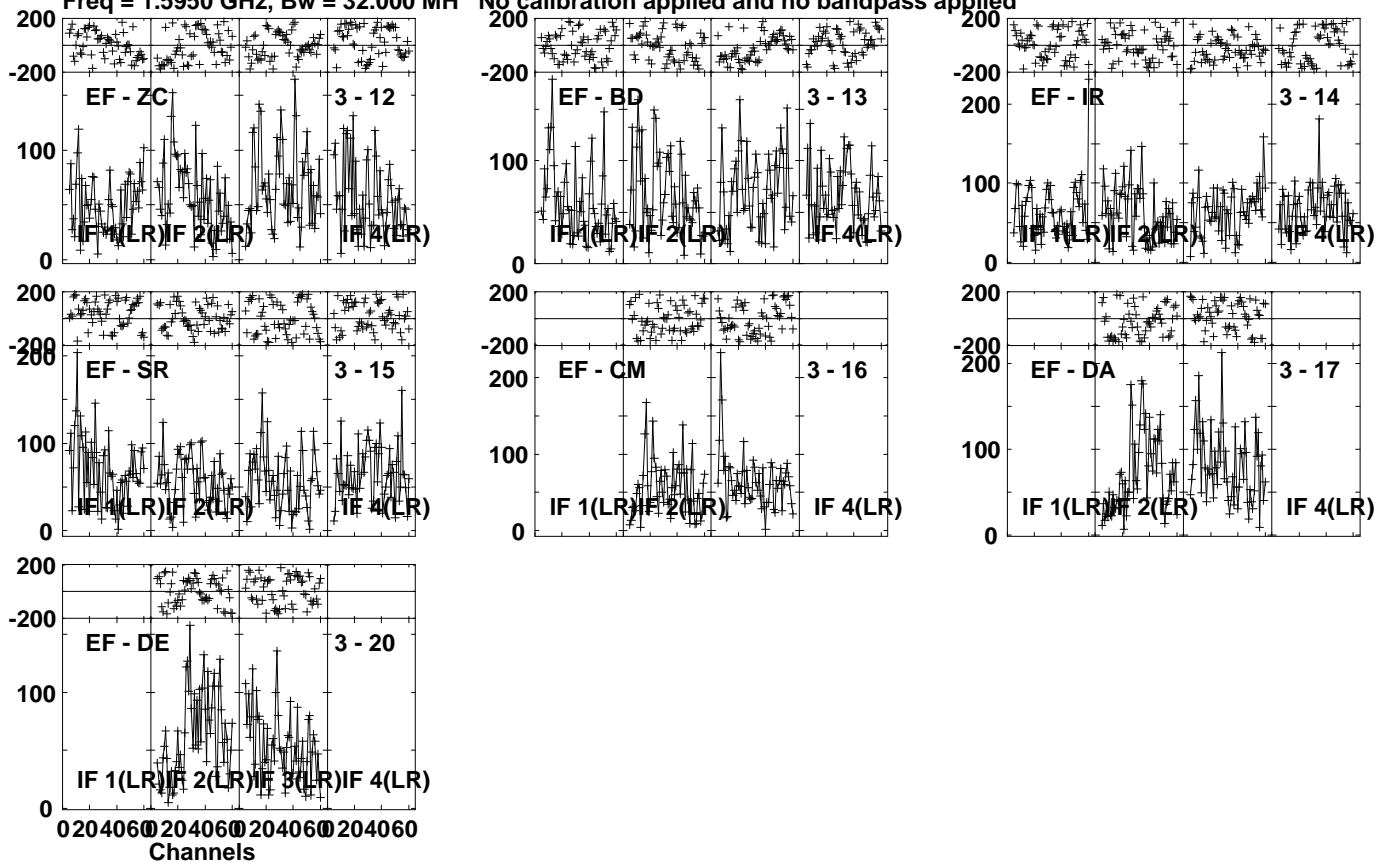 Freq = 1.5950 GHz, Bw = 32.000 MH No calibration applied and no bandpass applied
200
-200
EF - ZC 3 - 12
100
0
IF 1(LR) IF 2(LR) IF 4(LR)
200
-200
EF - BD 3 - 13
100
0
IF 1(LR) IF 2(LR) IF 4(LR)
200
-200
EF - IR 3 - 14
200
100
0
IF 1(LR) IF 2(LR) IF 4(LR)
200
-200
200
EF - SR 3 - 15
100
0
IF 1(LR) IF 2(LR) IF 4(LR)
200
-200
EF - CM 3 - 16
200
100
0
IF 1(LR) IF 2(LR) IF 4(LR)
200
-200
EF - DA 3 - 17
200
100
0
IF 1(LR) IF 2(LR) IF 4(LR)
200
-200
EF - DE 3 - 20
100
0
IF 1(LR) IF 2(LR) IF 3(LR) IF 4(LR)
0 20 40 60 0 20 40 60 0 20 40 60 0 20 40 60
Channels